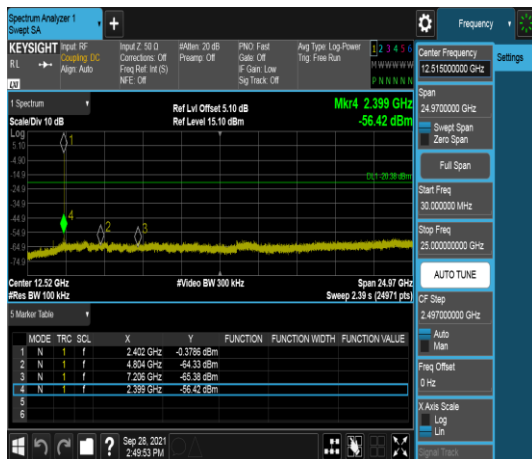 Spectrum Analyzer 1
Swept SA
Frequency
KEYSIGHT
RL
Input: RF
Coupling: DC
Align: Auto
Input Z: 50 Ω
Corrections: Off
Freq Ref: Int (S)
NFE: Off
#Atten: 20 dB
Preamp: Off
PNO: Fast
Gate: Off
IF Gain: Low
Sig Track: Off
Avg Type: Log-Power
Trig: Free Run
1 2 3 4 5 6
M W W W W W
P N N N N N
LXI
1 Spectrum
Scale/Div 10 dB
Ref Lvl Offset 5.10 dB
Ref Level 15.10 dBm
Mkr4 2.399 GHz
-56.42 dBm
Log
5.10
-4.90
-14.9
-24.9
-34.9
-44.9
-54.9
-64.9
-74.9
1
2
3
4
DL1 -20.38 dBm
Center 12.52 GHz
#Res BW 100 kHz
#Video BW 300 kHz
Span 24.97 GHz
Sweep 2.39 s (24971 pts)
5 Marker Table
MODE TRC SCL X Y FUNCTION FUNCTION WIDTH FUNCTION VALUE
1 N 1 f 2.402 GHz -0.3786 dBm
2 N 1 f 4.804 GHz -64.33 dBm
3 N 1 f 7.206 GHz -65.38 dBm
4 N 1 f 2.399 GHz -56.42 dBm
5
6
Sep 28, 2021
2:49:53 PM
Center Frequency
12.515000000 GHz
Settings
Span
24.9700000 GHz
Swept Span
Zero Span
Full Span
Start Freq
30.000000 MHz
Stop Freq
25.000000000 GHz
AUTO TUNE
CF Step
2.497000000 GHz
Auto
Man
Freq Offset
0 Hz
X Axis Scale
Log
Lin
Signal Track